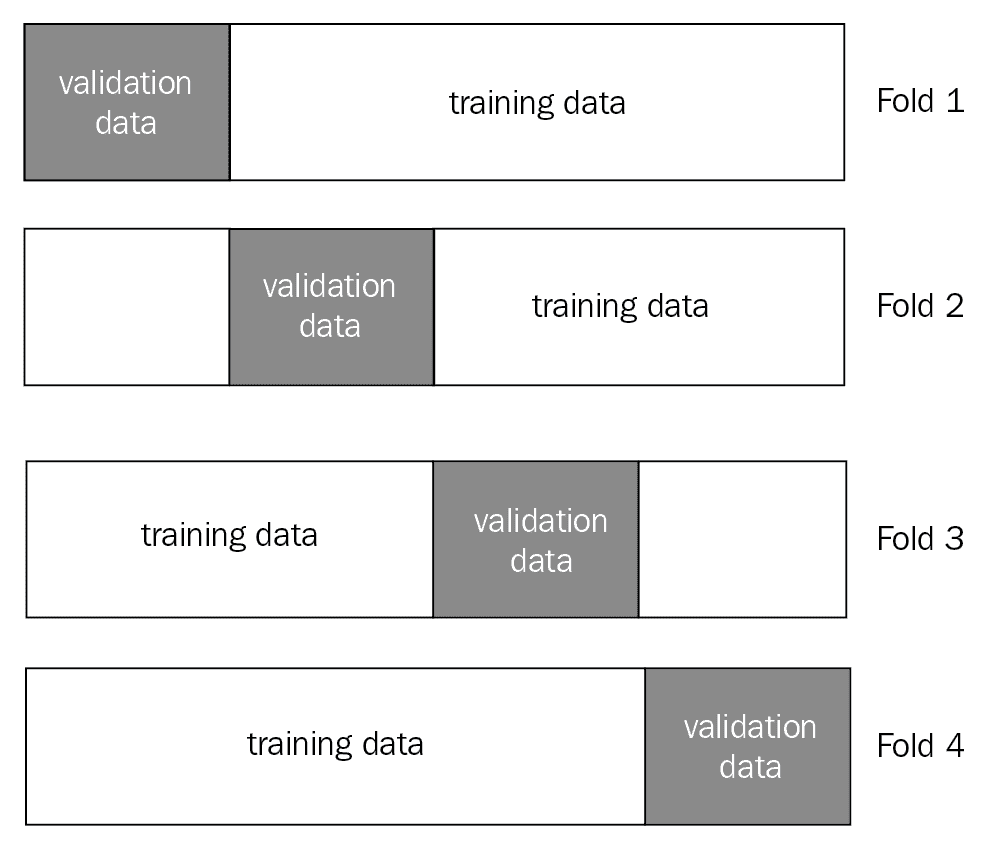 validation
data
training data
Fold 1
validation
data
training data
Fold 2
training data
validation
data
Fold 3
training data
validation
data
Fold 4